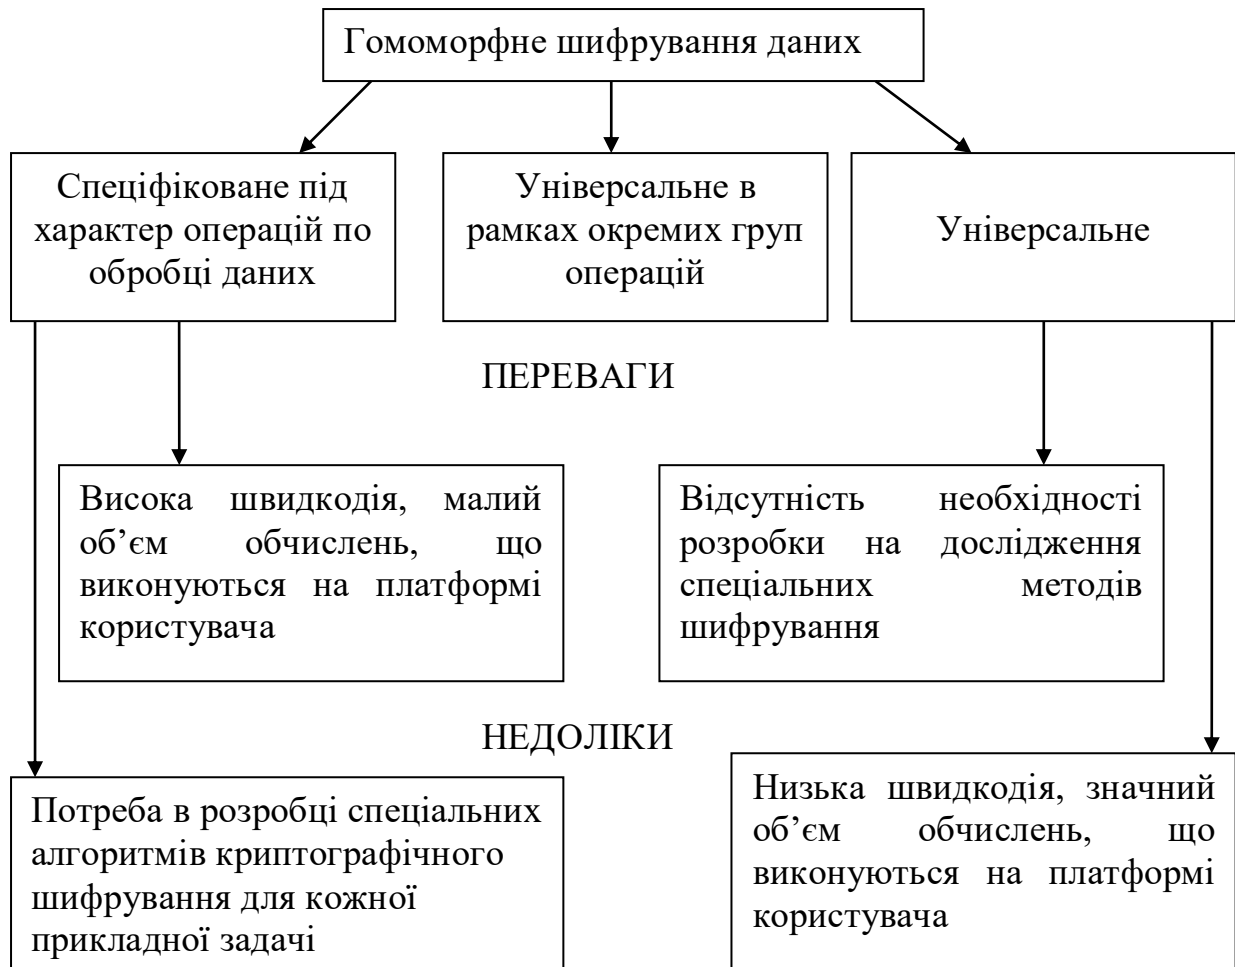 Гомоморфне шифрування даних
Спеціфіковане під
характер операцій по
обробці даних
Універсальне в
рамках окремих груп
операцій
Універсальне
ПЕРЕВАГИ
Висока швидкодія, малий
об’єм обчислень, що
виконуються на платформі
користувача
Відсутність необхідності
розробки на дослідження
спеціальних методів
шифрування
НЕДОЛІКИ
Потреба в розробці спеціальних
алгоритмів криптографічного
шифрування для кожної
прикладної задачі
Низька швидкодія, значний
об’єм обчислень, що
виконуються на платформі
користувача